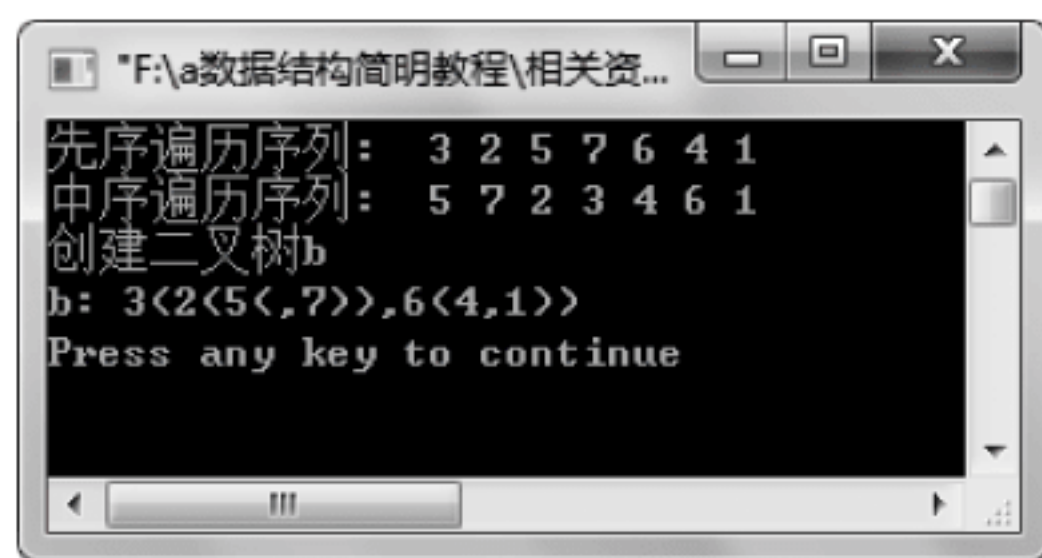 "F:\a数据结构简明教程\相关资...
先序遍历序列:  3 2 5 7 6 4 1
中序遍历序列:  5 7 2 3 4 6 1
创建二叉树b
b: 3(2(5(,7)),6(4,1))
Press any key to continue